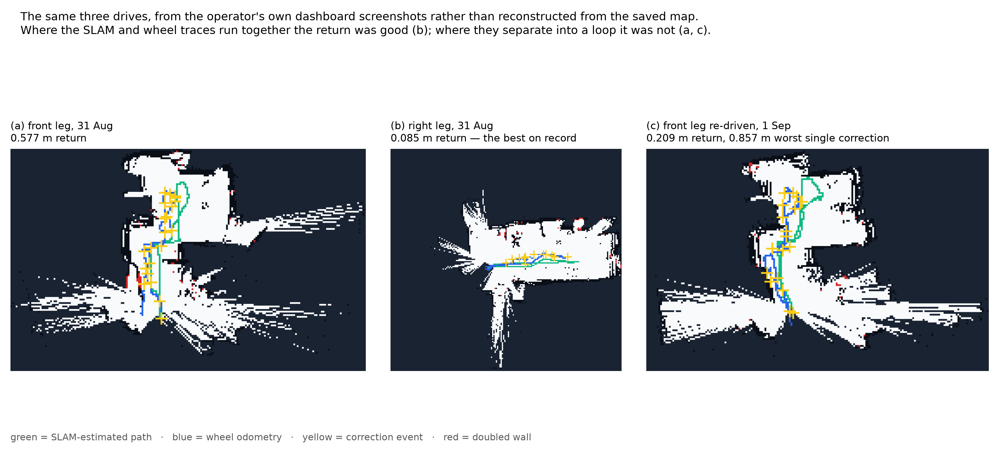 The same three drives, from the operator's own dashboard screenshots rather than reconstructed from the saved map.
Where the SLAM and wheel traces run together the return was good (b); where they separate into a loop it was not (a, c).
(a) front leg, 31 Aug
0.577 m return
(b) right leg, 31 Aug
0.085 m return — the best on record
(c) front leg re-driven, 1 Sep
0.209 m return, 0.857 m worst single correction
green = SLAM-estimated path · blue = wheel odometry · yellow = correction event · red = doubled wall